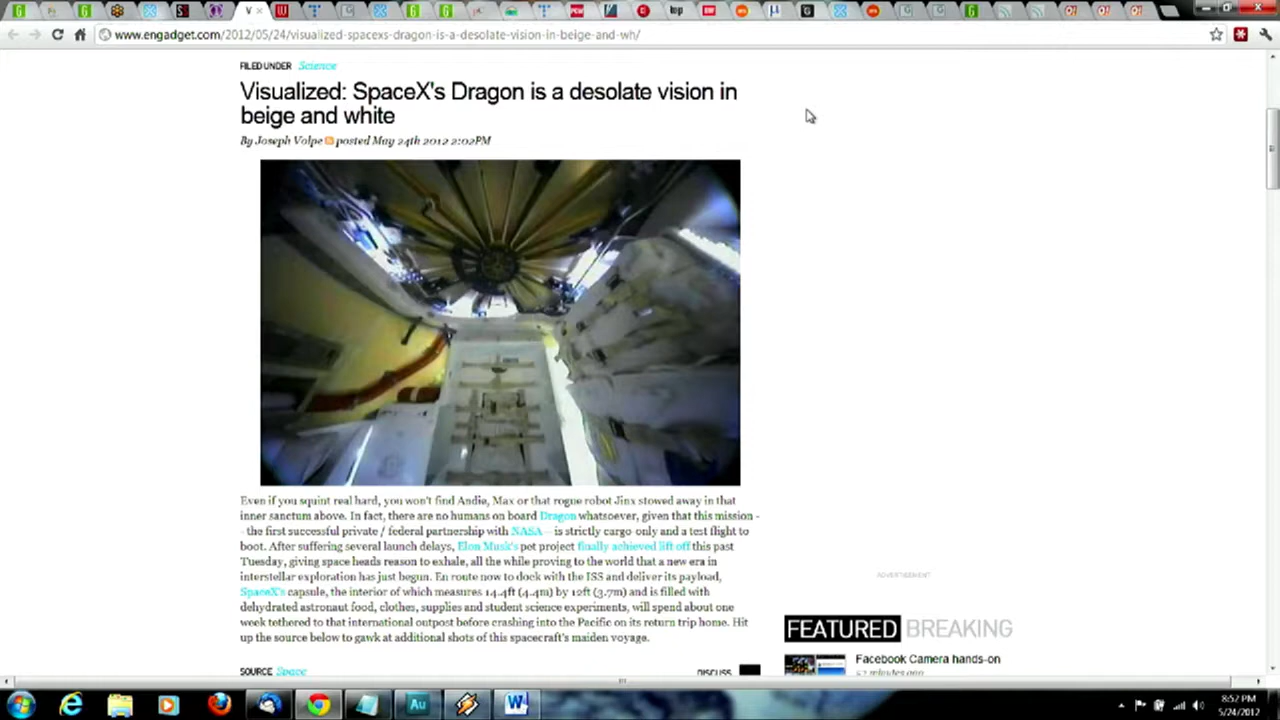 V
top
www.engadget.com/2012/05/24/visualized-spacexs-dragon-is-a-desolate-vision-in-beige-and-wh/
FILED UNDER Science
Visualized: SpaceX's Dragon is a desolate vision in
beige and white
By Joseph Volpe posted May 24th 2012 2:02PM
Even if you squint real hard, you won't find Andie, Max or that rogue robot Jinx stowed away in that
inner sanctum above. In fact, there are no humans on board Dragon whatsoever, given that this mission -
- the first successful private / federal partnership with NASA -- is strictly cargo-only and a test flight to
boot. After suffering several launch delays, Elon Musk's pet project finally achieved lift off this past
Tuesday, giving space heads reason to exhale, all the while proving to the world that a new era in
interstellar exploration has just begun. En route now to dock with the ISS and deliver its payload,
SpaceX's capsule, the interior of which measures 14.4ft (4.4m) by 12ft (3.7m) and is filled with
dehydrated astronaut food, clothes, supplies and student science experiments, will spend about one
week tethered to that international outpost before crashing into the Pacific on its return trip home. Hit
up the source below to gawk at additional shots of this spacecraft's maiden voyage.
SOURCE Space
DISCUSS
ADVERTISEMENT
FEATURED BREAKING
Facebook Camera hands-on
57 minutes ago
Au
W
8:52 PM
5/24/2012